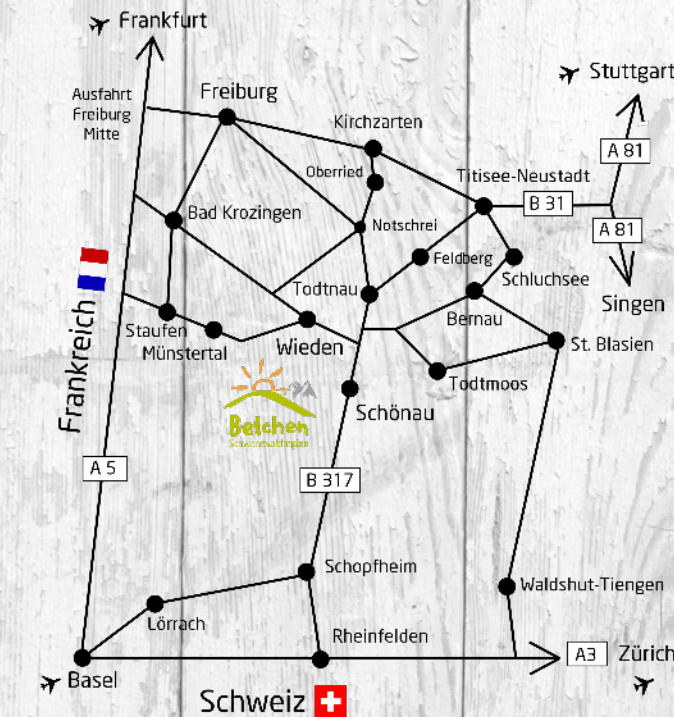 Frankfurt
Stuttgart
Ausfahrt
Freiburg
Mitte
Freiburg
Kirchzarten
A 81
Oberried
Titisee-Neustadt
B 31
Bad Krozingen
Notschrei
A 81
Feldberg
Schluchsee
Todtnau
Singen
Bernau
Staufen
Münstertal
Wieden
St. Blasien
Frankreich
Todtmoos
Belchen
Schwarzwaldregion
Schönau
A 5
B 317
Schopfheim
Waldshut-Tiengen
Lörrach
Rheinfelden
A3
Zürich
Basel
Schweiz